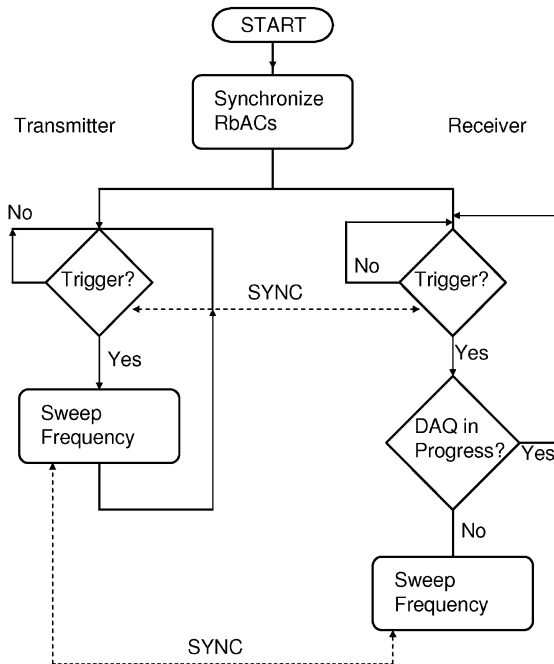 START
Synchronize
RbACs
Transmitter
Receiver
No
Trigger?
SYNC
No
Trigger?
Yes
Yes
Sweep
Frequency
DAQ in
Progress?
Yes
No
Sweep
Frequency
SYNC